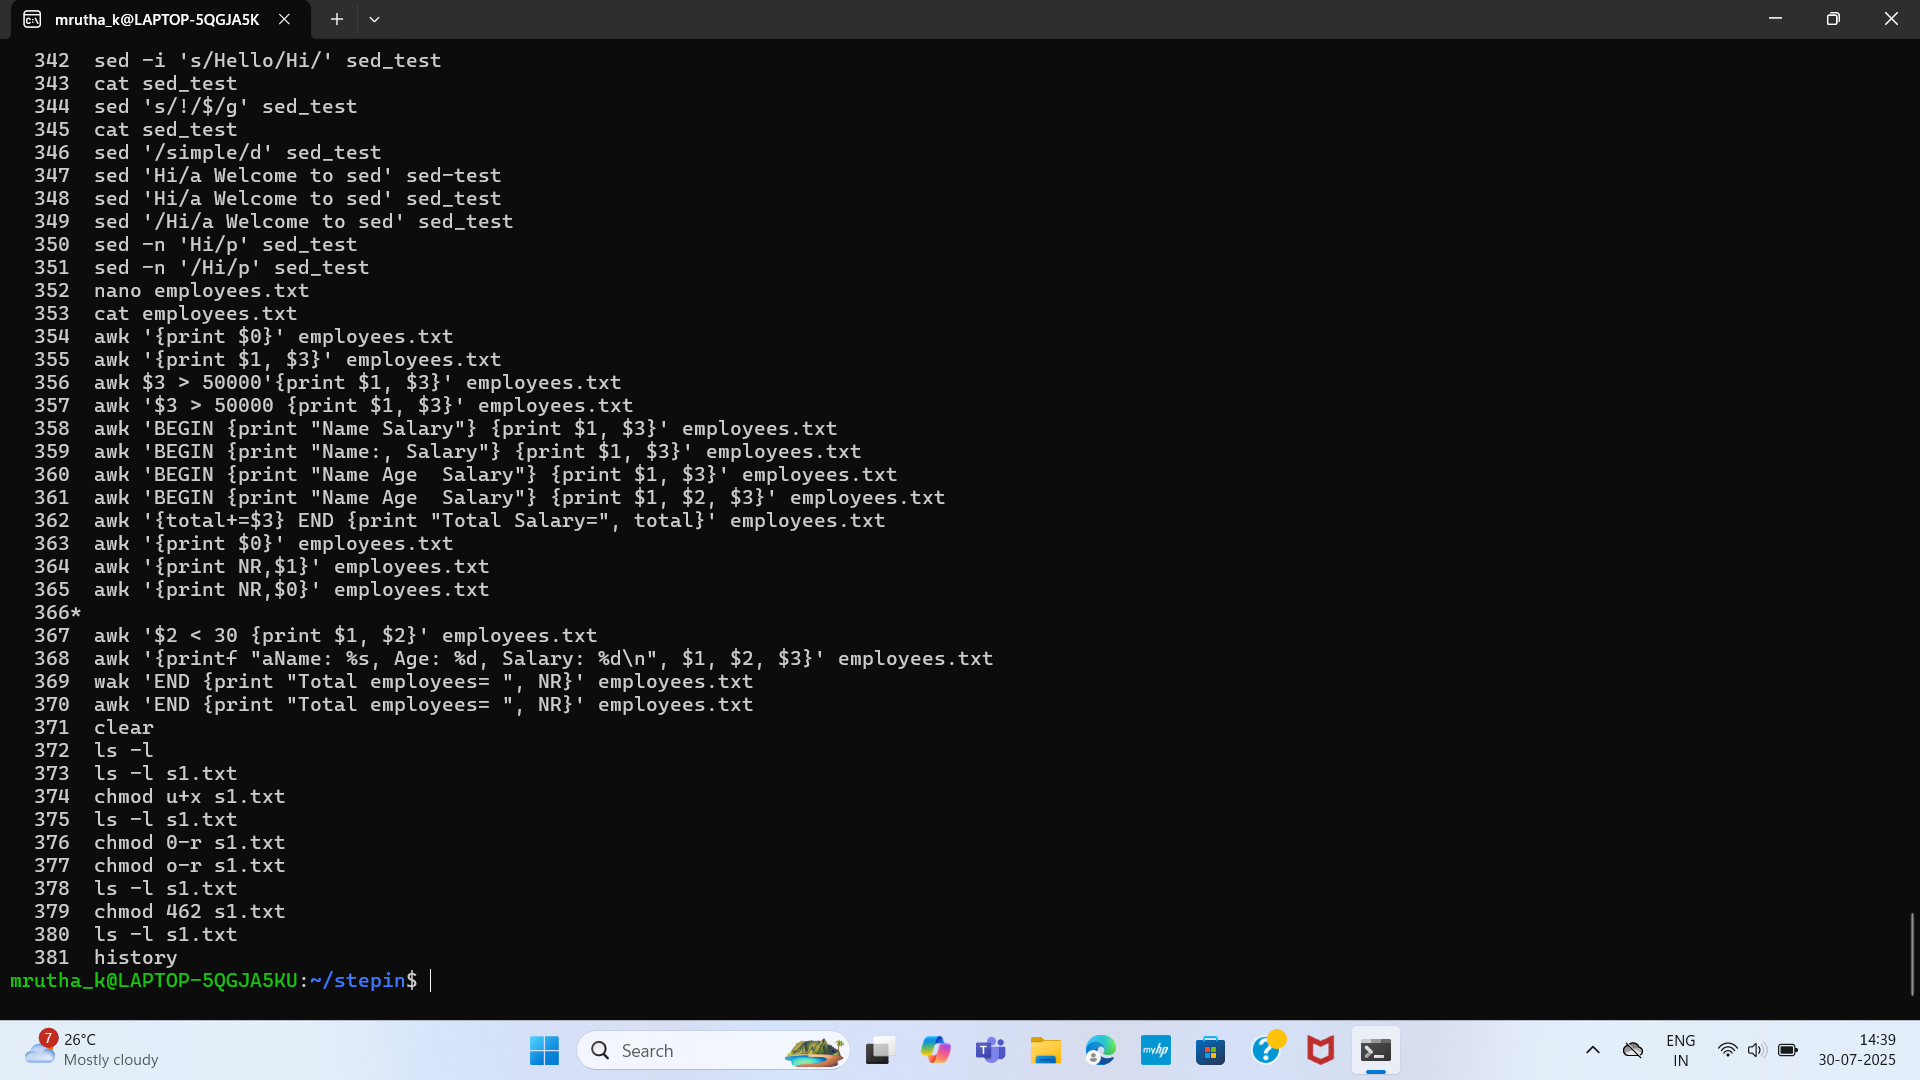 mrutha_k@LAPTOP-5QGJA5K
342 sed -i 's/Hello/Hi/' sed_test
343 cat sed_test
344 sed 's/!/$/g' sed_test
345 cat sed_test
346 sed '/simple/d' sed_test
347 sed 'Hi/a Welcome to sed' sed-test
348 sed 'Hi/a Welcome to sed' sed_test
349 sed '/Hi/a Welcome to sed' sed_test
350 sed -n 'Hi/p' sed_test
351 sed -n '/Hi/p' sed_test
352 nano employees.txt
353 cat employees.txt
354 awk '{print $0}' employees.txt
355 awk '{print $1, $3}' employees.txt
356 awk $3 > 50000'{print $1, $3}' employees.txt
357 awk '$3 > 50000 {print $1, $3}' employees.txt
358 awk 'BEGIN {print "Name Salary"} {print $1, $3}' employees.txt
359 awk 'BEGIN {print "Name:, Salary"} {print $1, $3}' employees.txt
360 awk 'BEGIN {print "Name Age  Salary"} {print $1, $3}' employees.txt
361 awk 'BEGIN {print "Name Age  Salary"} {print $1, $2, $3}' employees.txt
362 awk '{total+=$3} END {print "Total Salary=", total}' employees.txt
363 awk '{print $0}' employees.txt
364 awk '{print NR,$1}' employees.txt
365 awk '{print NR,$0}' employees.txt
366*
367 awk '$2 < 30 {print $1, $2}' employees.txt
368 awk '{printf "aName: %s, Age: %d, Salary: %d\n", $1, $2, $3}' employees.txt
369 wak 'END {print "Total employees= ", NR}' employees.txt
370 awk 'END {print "Total employees= ", NR}' employees.txt
371 clear
372 ls -l
373 ls -l s1.txt
374 chmod u+x s1.txt
375 ls -l s1.txt
376 chmod 0-r s1.txt
377 chmod o-r s1.txt
378 ls -l s1.txt
379 chmod 462 s1.txt
380 ls -l s1.txt
381 history
mrutha_k@LAPTOP-5QGJA5KU:~/stepin$
7 26°C
Mostly cloudy
Search
myhp
ENG
IN
14:39
30-07-2025